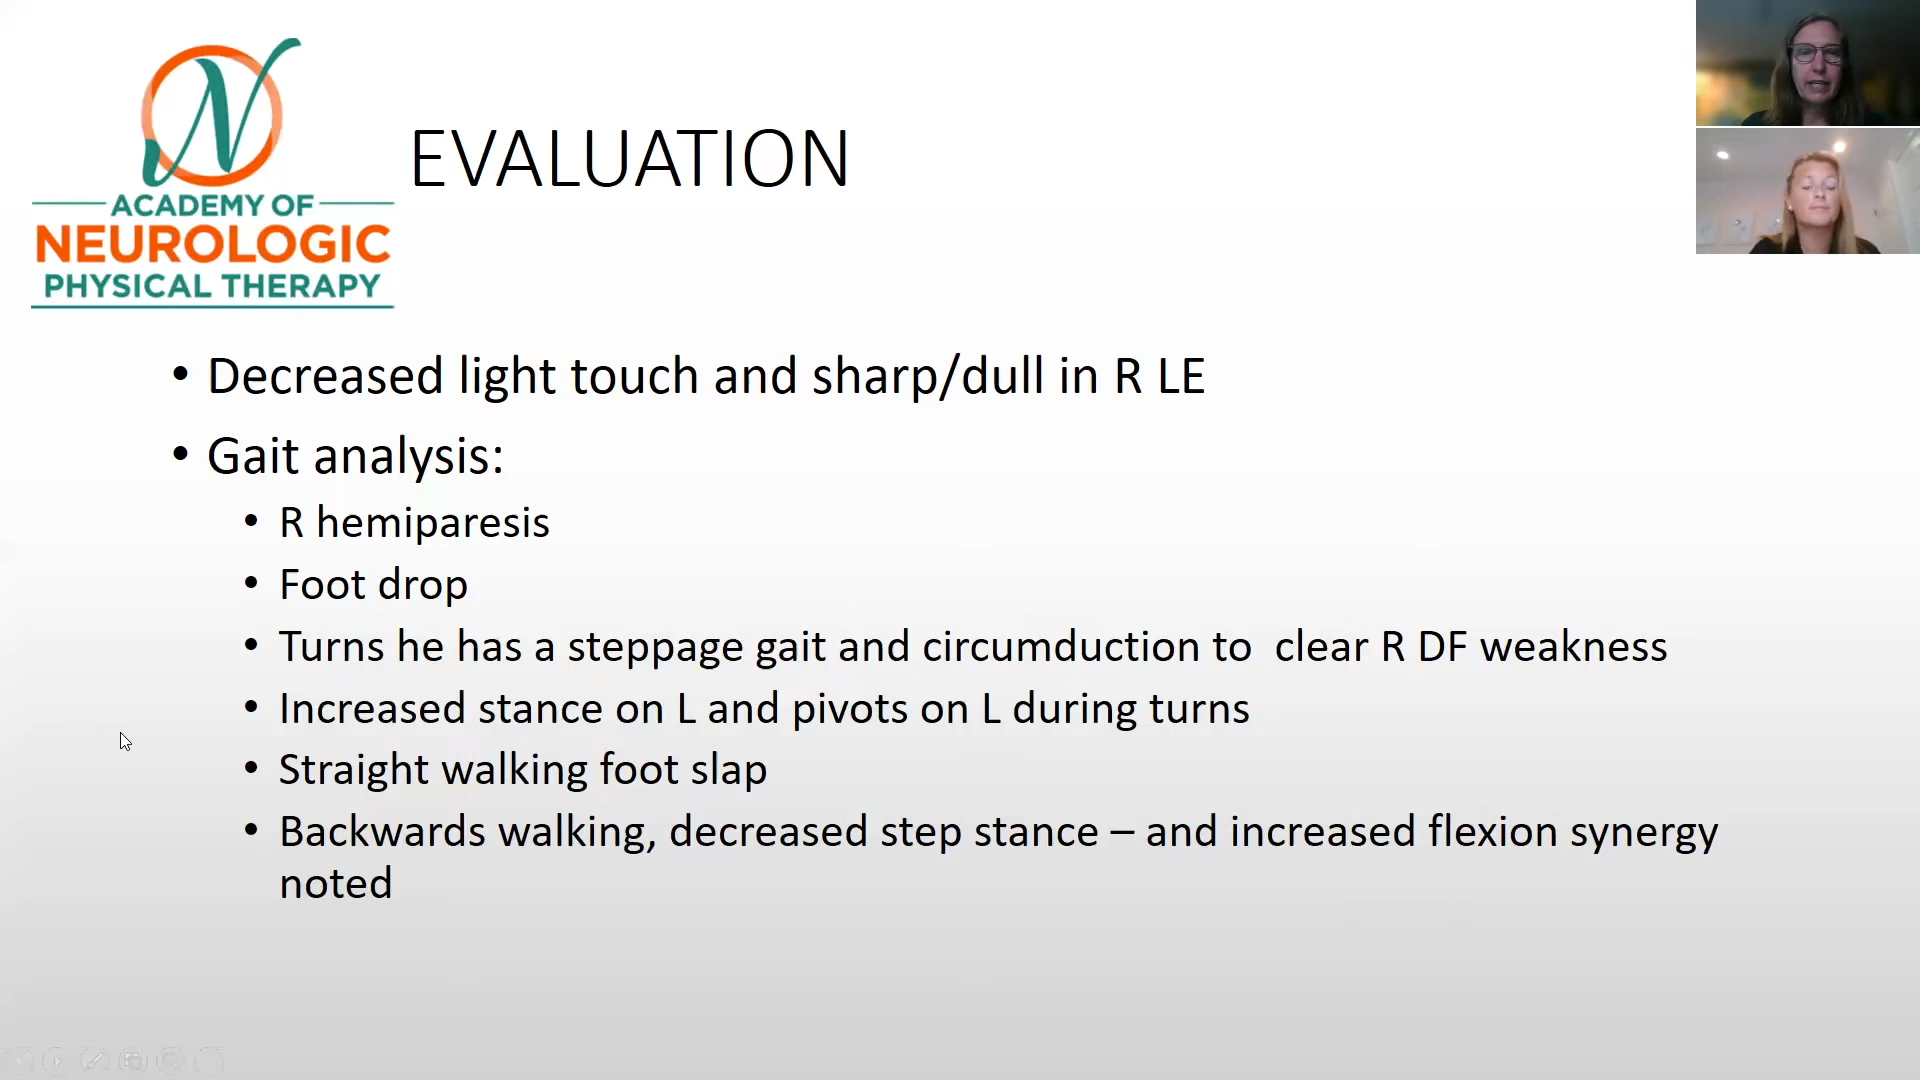 N
ACADEMY OF
NEUROLOGIC
PHYSICAL THERAPY
EVALUATION
• Decreased light touch and sharp/dull in R LE
• Gait analysis:
• R hemiparesis
• Foot drop
• Turns he has a steppage gait and circumduction to  clear R DF weakness
• Increased stance on L and pivots on L during turns
• Straight walking foot slap
• Backwards walking, decreased step stance – and increased flexion synergy
noted